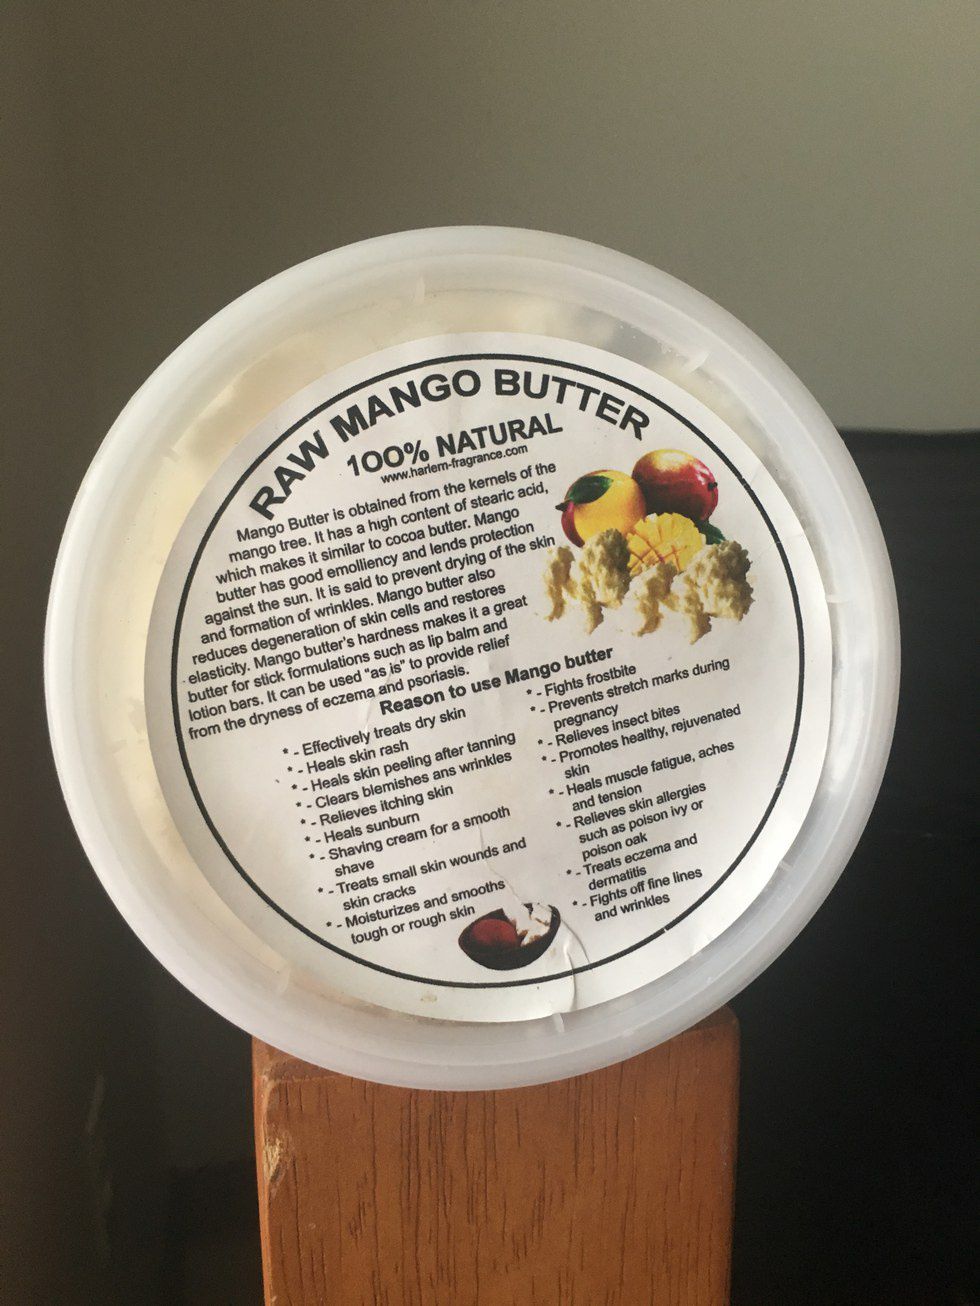 RAW MANGO BUTTER
100% NATURAL
www.harlem-fragrance.com
Mango Butter is obtained from the kernels of the
mango tree. It has a high content of stearic acid,
which makes it similar to cocoa butter. Mango
butter has good emolliency and lends protection
against the sun. It is said to prevent drying of the skin
and formation of wrinkles. Mango butter also
reduces degeneration of skin cells and restores
elasticity. Mango butter's hardness makes it a great
butter for stick formulations such as lip balm and
lotion bars. It can be used "as is" to provide relief
from the dryness of eczema and psoriasis.
Reason to use Mango butter
* - Effectively treats dry skin
* - Heals skin rash
* - Heals skin peeling after tanning
* - Clears blemishes ans wrinkles
* - Relieves itching skin
* - Heals sunburn
* - Shaving cream for a smooth
shave
* - Treats small skin wounds and
skin cracks
* - Moisturizes and smooths
tough or rough skin
* - Fights frostbite
* - Prevents stretch marks during
pregnancy
* - Relieves insect bites
* - Promotes healthy, rejuvenated
skin
* - Heals muscle fatigue, aches
and tension
* - Relieves skin allergies
such as poison ivy or
poison oak
* - Treats eczema and
dermatitis
* - Fights off fine lines
and wrinkles